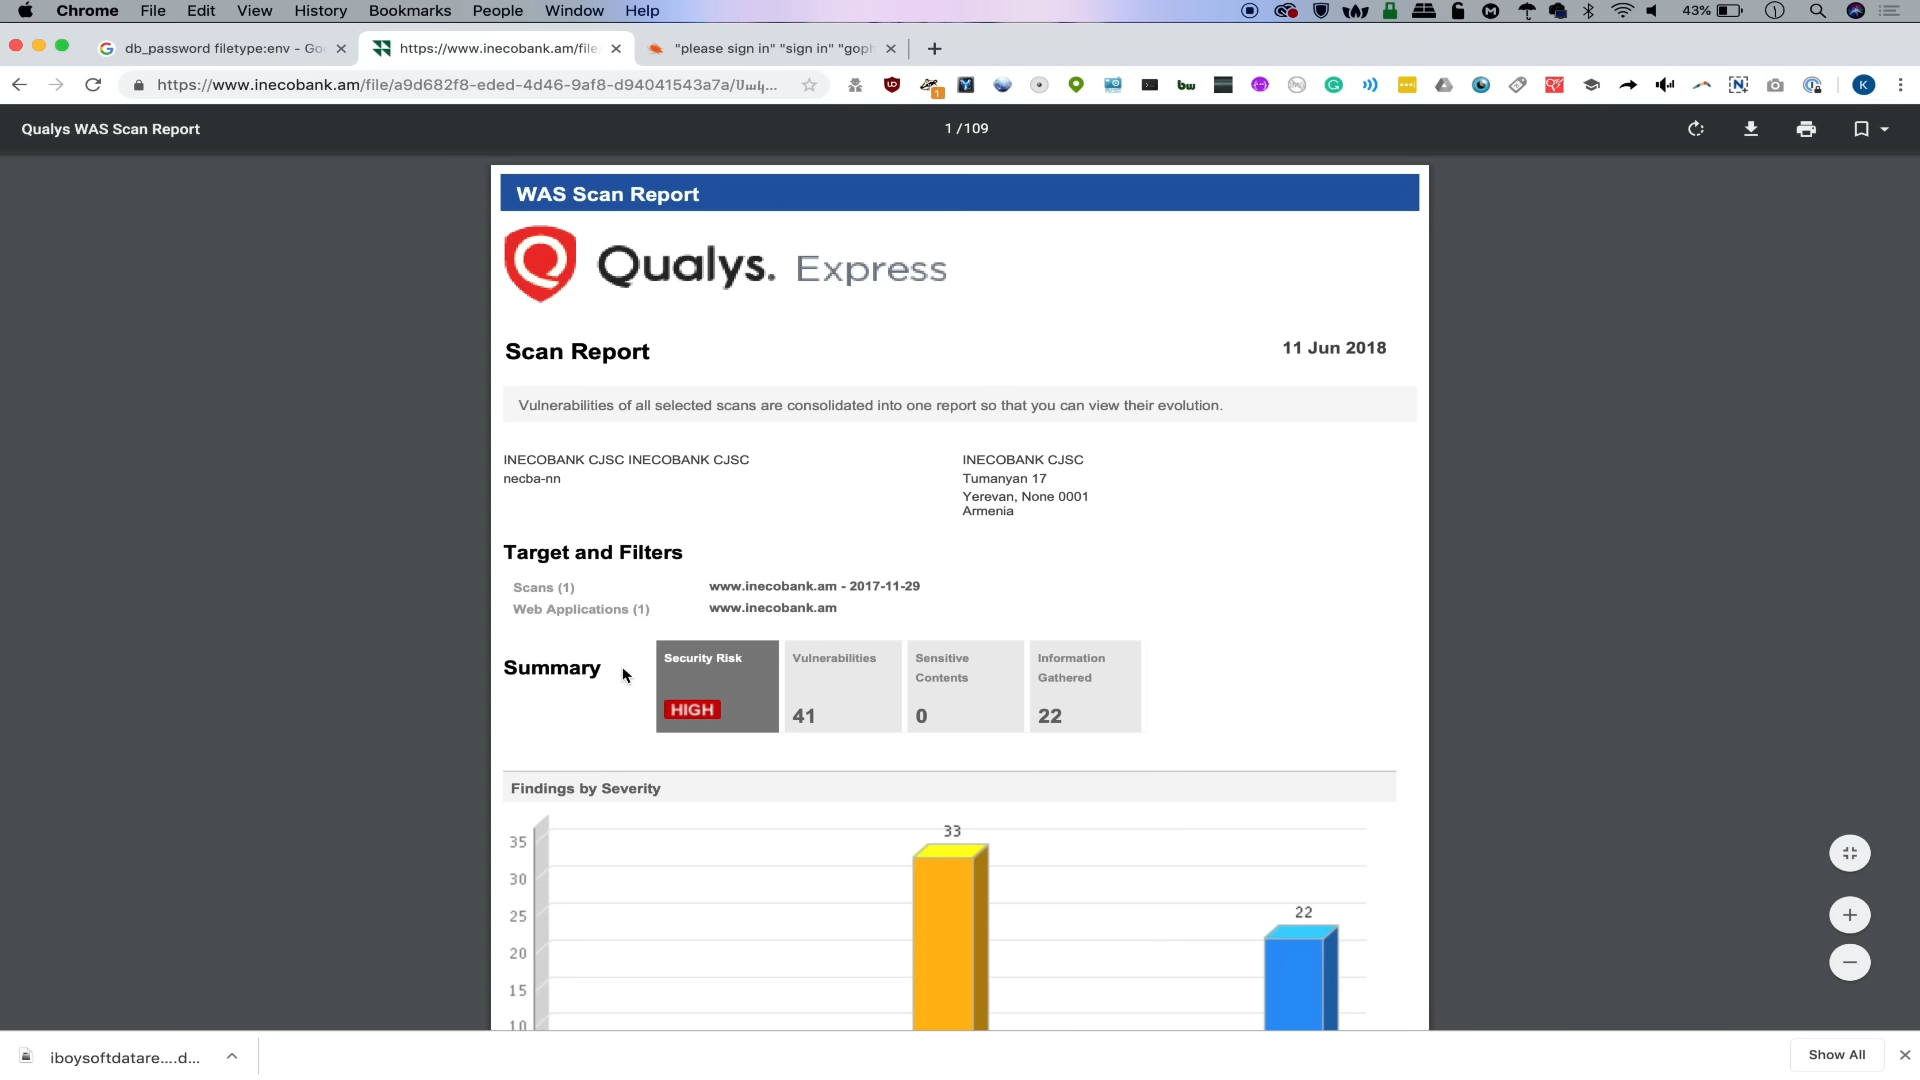 Chrome File Edit View History Bookmarks People Window Help 43%
db_password filetype:env - Go
https://www.inecobank.am/file
"please sign in" "sign in" "goph
https://www.inecobank.am/file/a9d682f8-eded-4d46-9af8-d94041543a7a/Սակ...
Qualys WAS Scan Report
1 / 109
WAS Scan Report
Qualys. Express
Scan Report
11 Jun 2018
Vulnerabilities of all selected scans are consolidated into one report so that you can view their evolution.
INECOBANK CJSC INECOBANK CJSC
necba-nn
INECOBANK CJSC
Tumanyan 17
Yerevan, None 0001
Armenia
Target and Filters
Scans (1) www.inecobank.am - 2017-11-29
Web Applications (1) www.inecobank.am
Summary
Security Risk
HIGH
Vulnerabilities
41
Sensitive
Contents
0
Information
Gathered
22
Findings by Severity
35
30
25
20
15
10
33
22
iboysoftdatare....d...
Show All